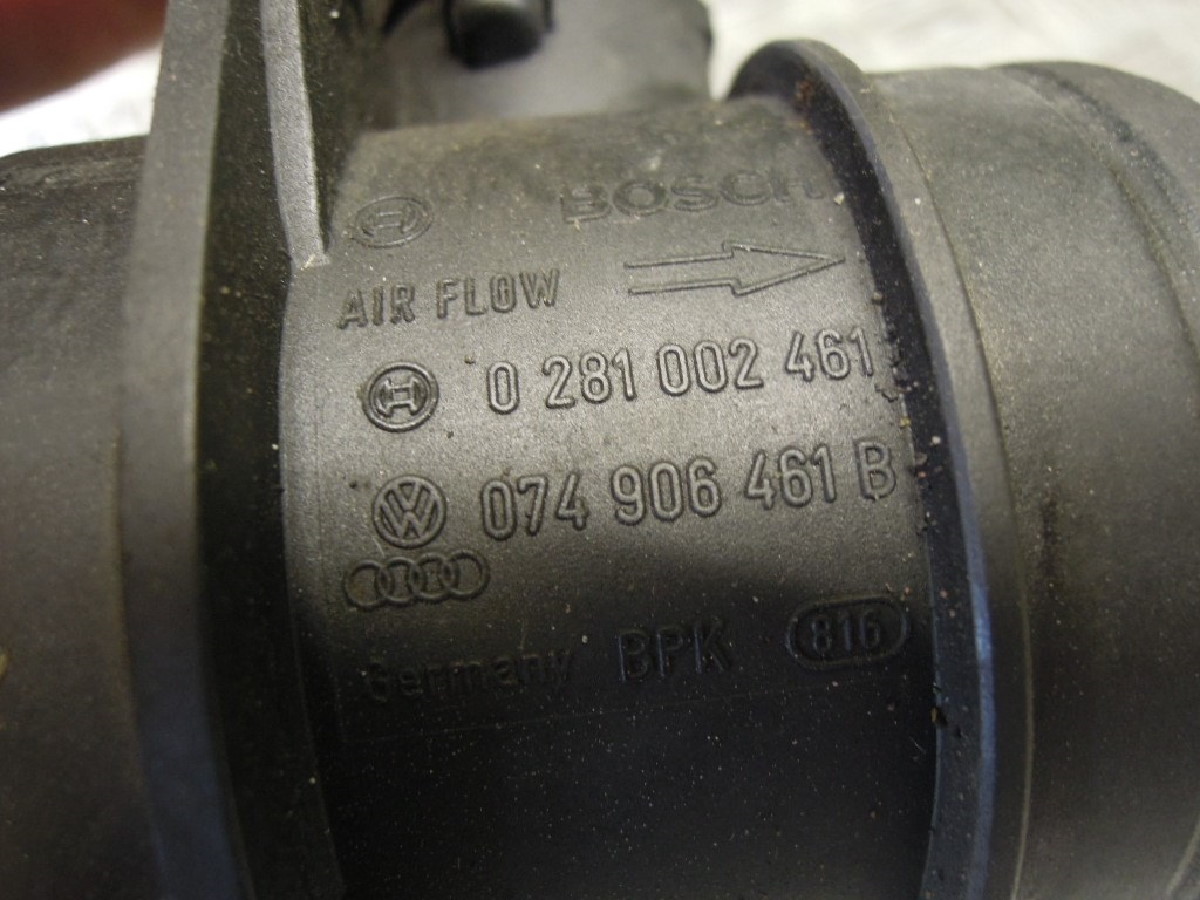 BOSCH
AIR FLOW
0 281 002 461
074 906 461 B
Germany BPK 816